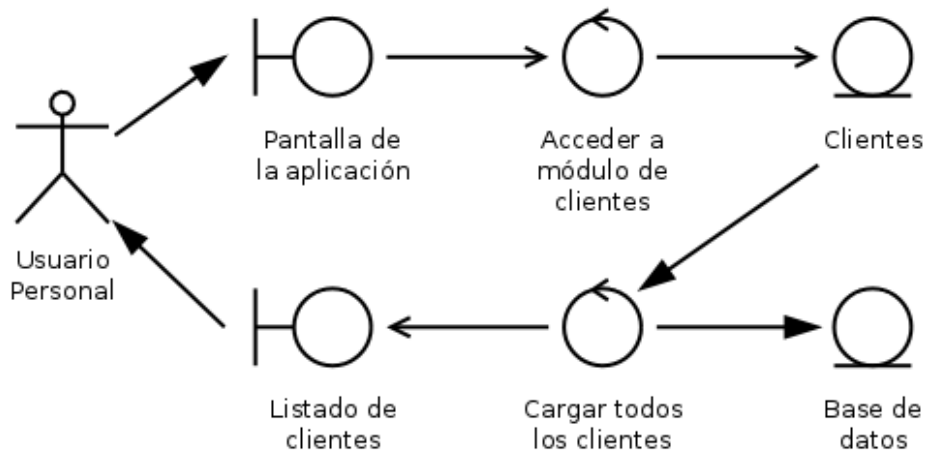 Pantalla de
la aplicación
Acceder a
módulo de
clientes
Clientes
Usuario
Personal
Listado de
clientes
Cargar todos
los clientes
Base de
datos